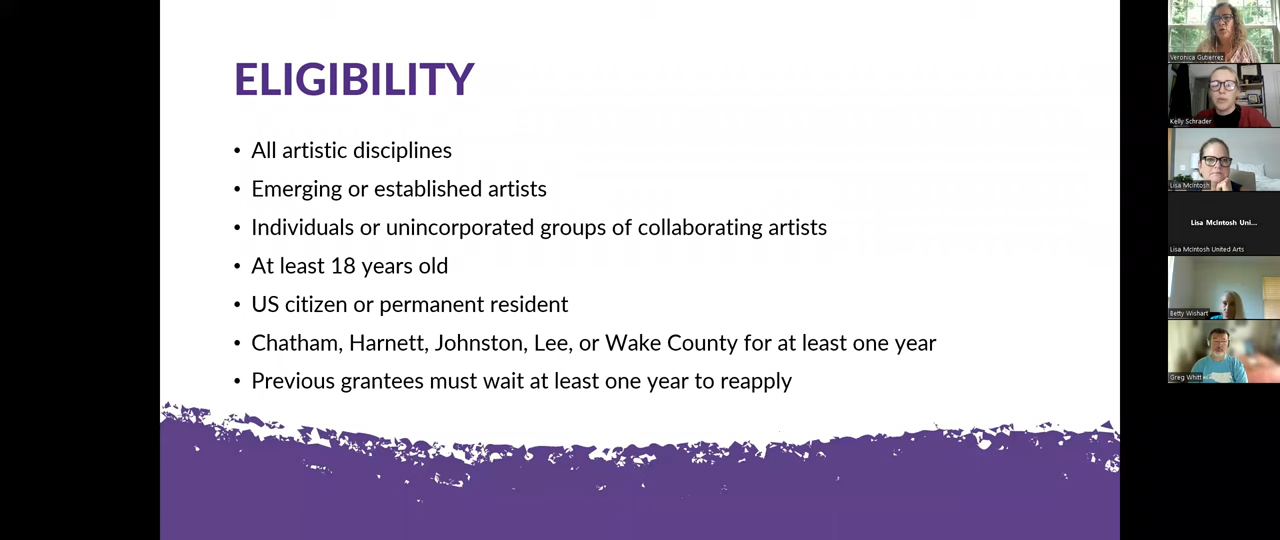 ELIGIBILITY
• All artistic disciplines
• Emerging or established artists
• Individuals or unincorporated groups of collaborating artists
• At least 18 years old
• US citizen or permanent resident
• Chatham, Harnett, Johnston, Lee, or Wake County for at least one year
• Previous grantees must wait at least one year to reapply
Veronica Gutierrez
Kelly Schrader
Lisa McIntosh
Lisa McIntosh Uni...
Lisa McIntosh United Arts
Betty Wishart
Greg Whitt